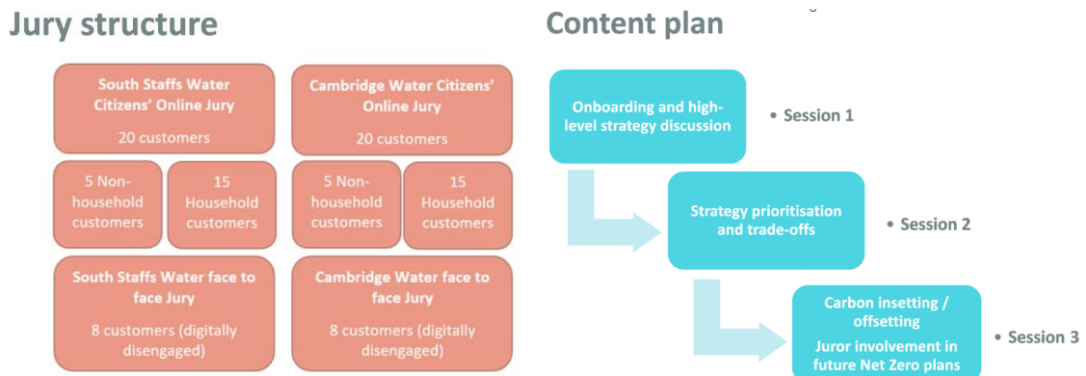 Jury structure
South Staffs Water
Citizens' Online Jury
20 customers
Cambridge Water Citizens'
Online Jury
20 customers
5 Non-
household
customers
15
Household
customers
5 Non-
household
customers
15
Household
customers
South Staffs Water face to
face Jury
8 customers (digitally
disengaged)
Cambridge Water face to
face Jury
8 customers (digitally
disengaged)
Content plan
Onboarding and high-
level strategy discussion
• Session 1
Strategy prioritisation
and trade-offs
• Session 2
Carbon insetting /
offsetting
Juror involvement in
future Net Zero plans
• Session 3